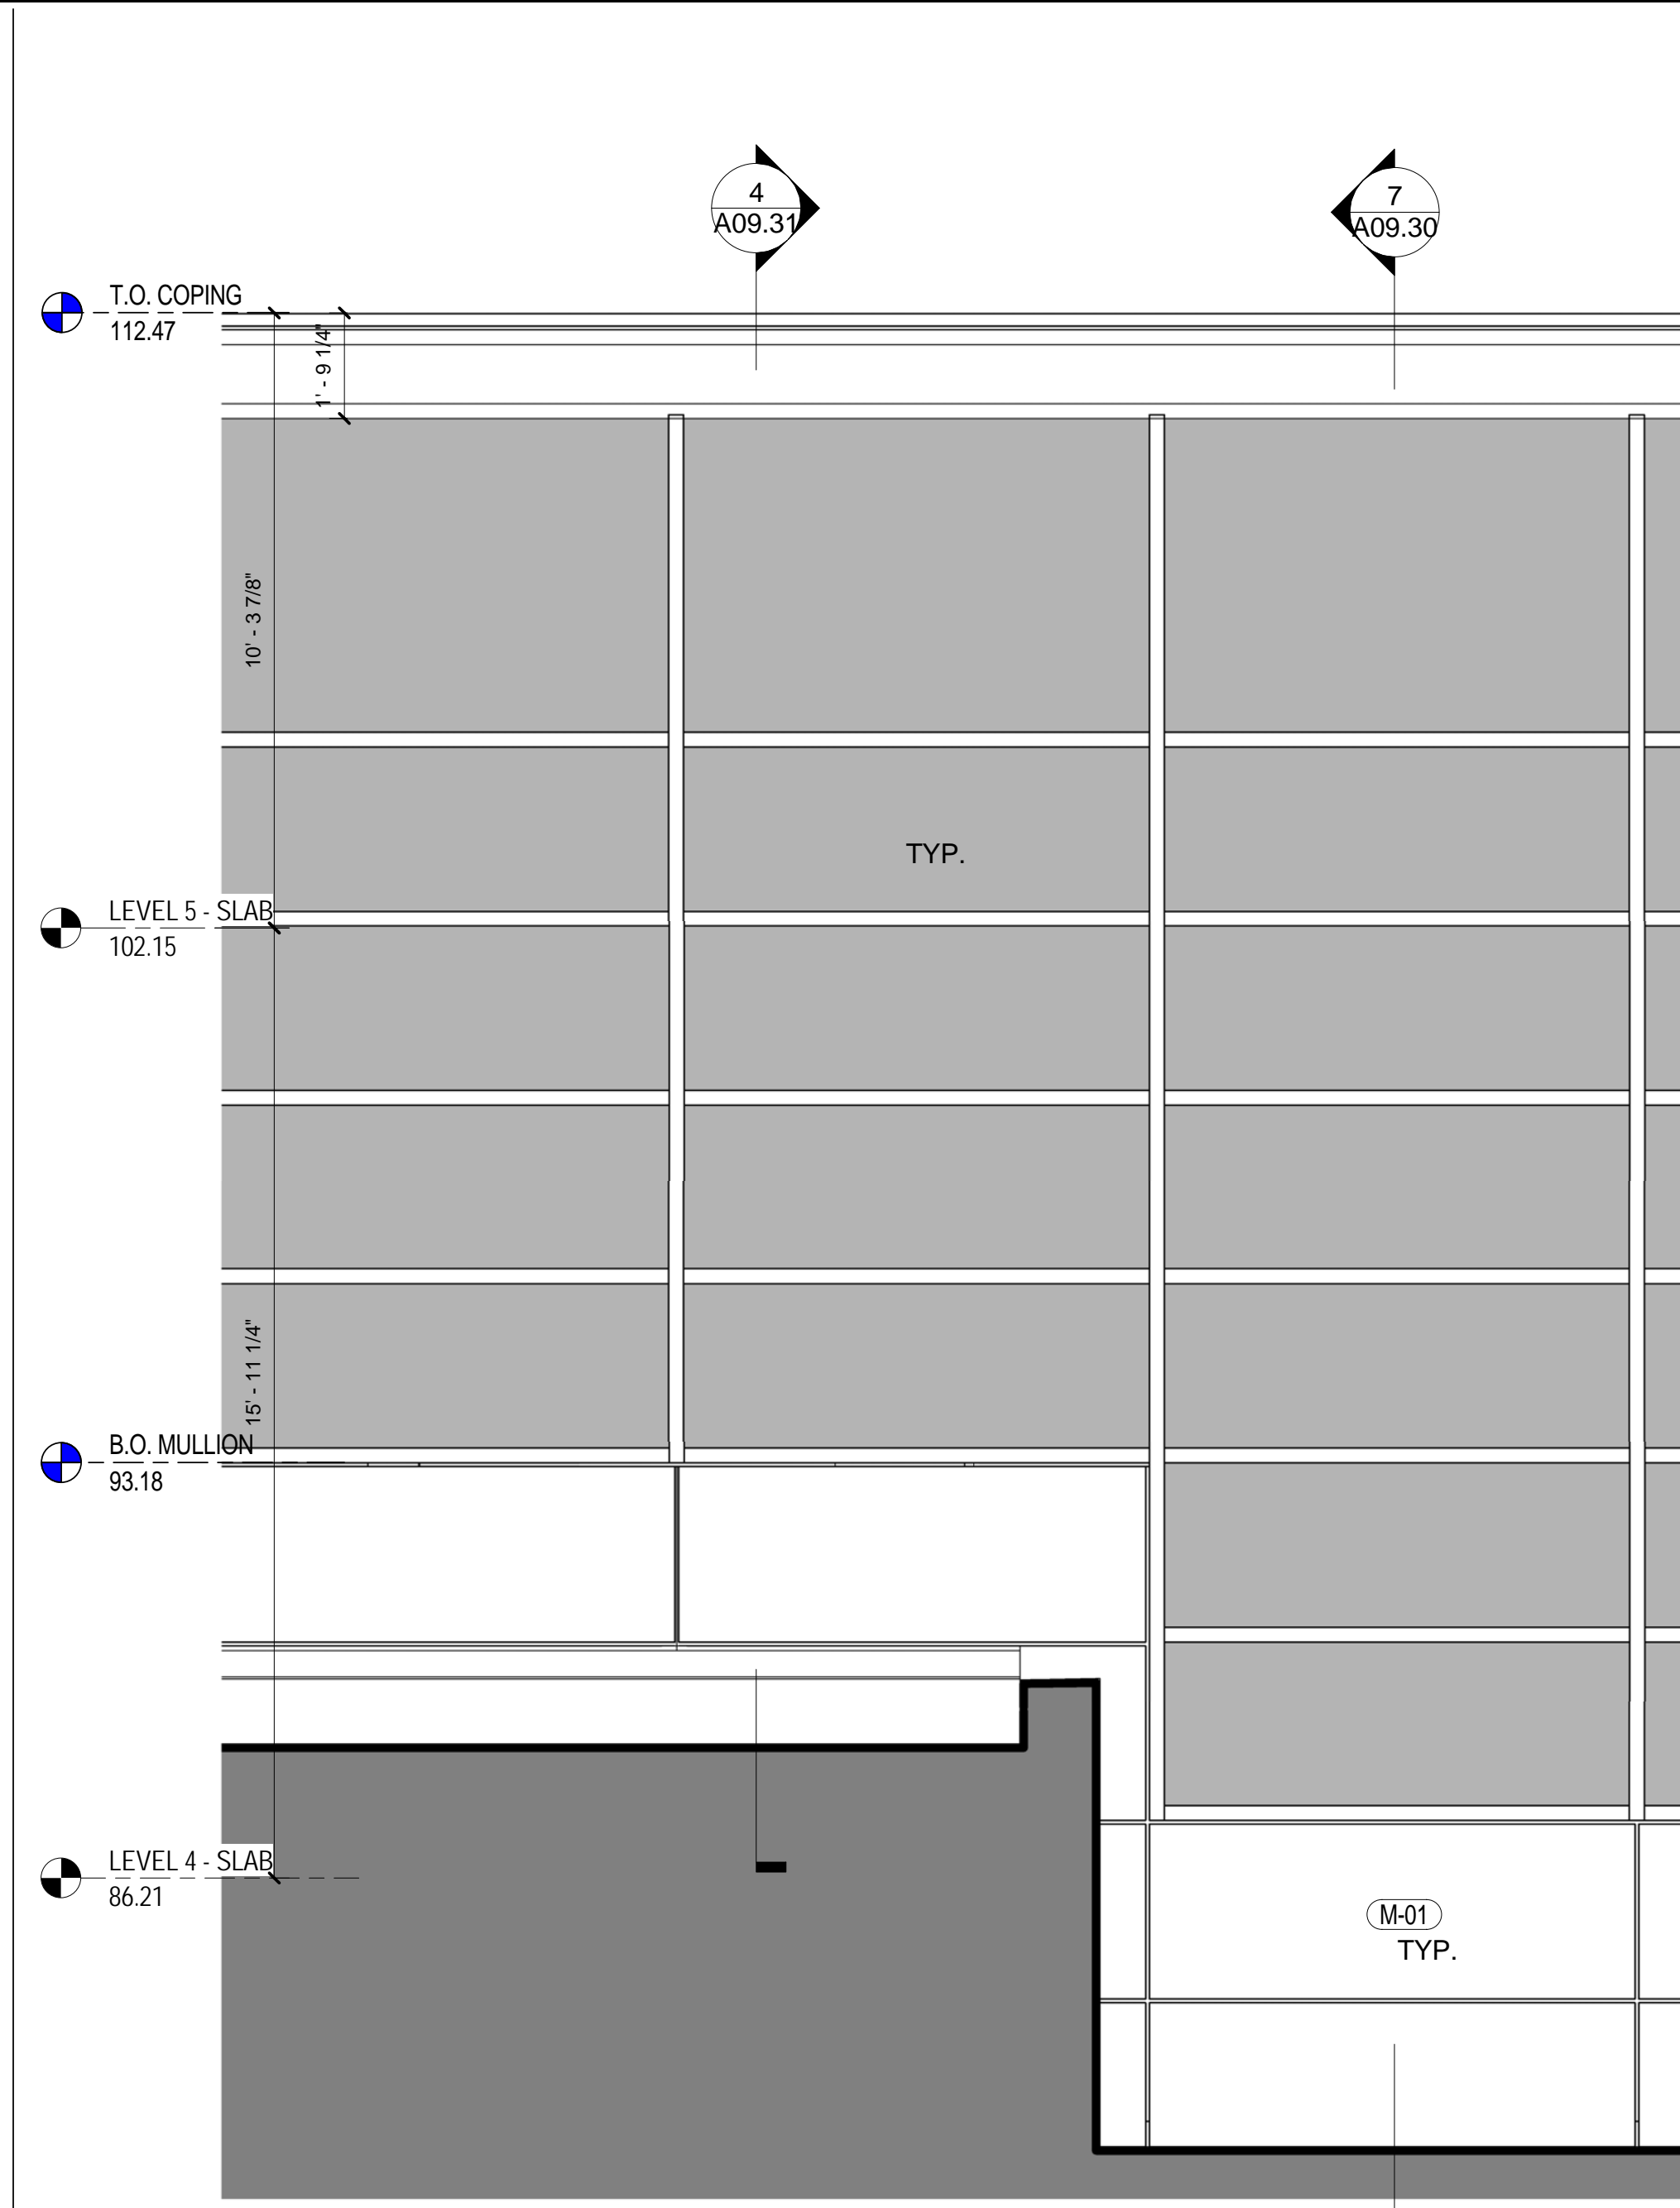 4
A09.31
7
A09.30
T.O. COPING
112.47
1' - 9 1/4"
10' - 3 7/8"
TYP.
LEVEL 5 - SLAB
102.15
15' - 11 1/4"
B.O. MULLION
93.18
LEVEL 4 - SLAB
86.21
M-01
TYP.